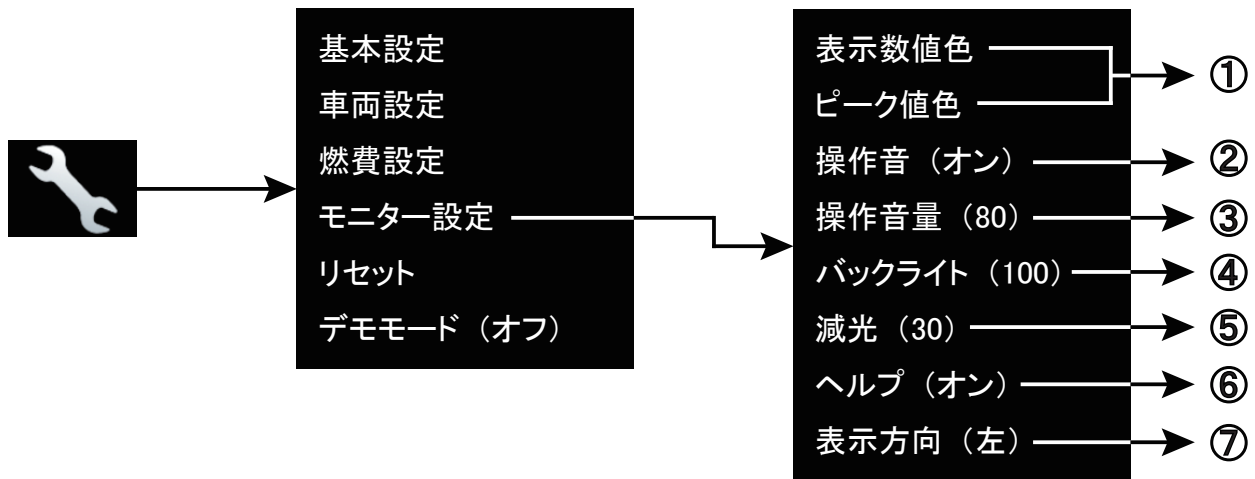 基本設定
車両設定
燃費設定
モニター設定
リセット
デモモード（オフ）
表示数値色
ピーク値色
①
操作音（オン）
②
操作音量（80）
③
バックライト（100）
④
減光（30）
⑤
ヘルプ（オン）
⑥
表示方向（左）
⑦